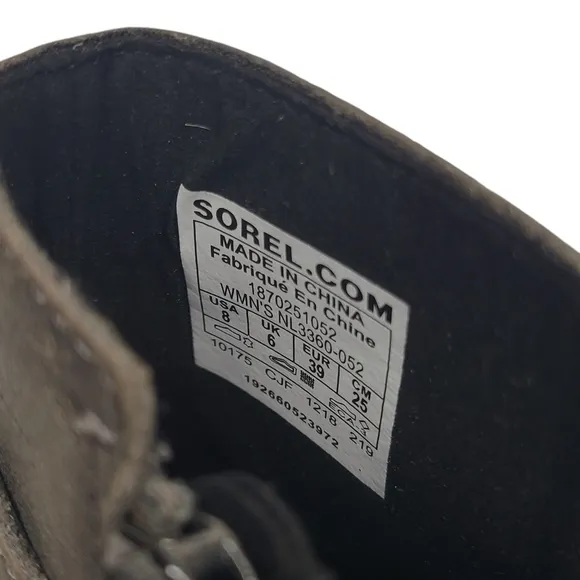 SOREL.COM
MADE IN CHINA
Fabriqué En Chine
1870251052
WMN'S NL3360-052
USA UK EUR CM
8 6 39 25
10175 CJF 1218 219
192660523972